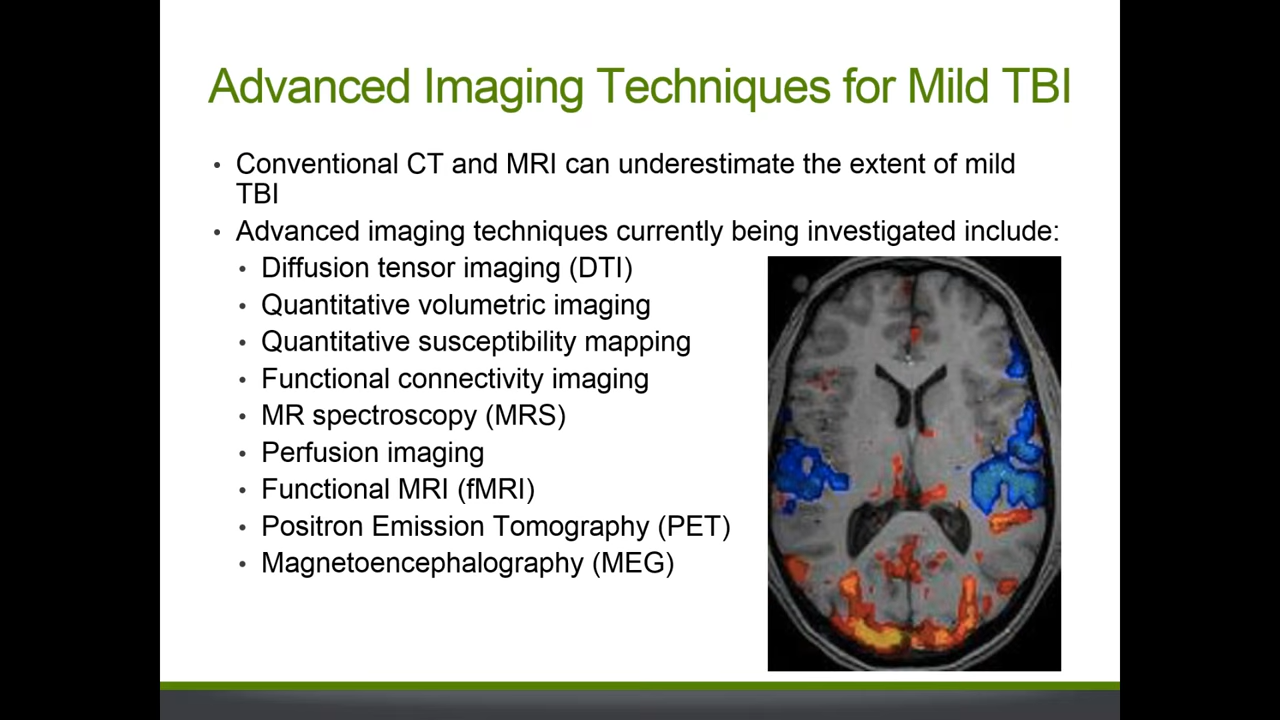 Advanced Imaging Techniques for Mild TBI
• Conventional CT and MRI can underestimate the extent of mild
TBI
• Advanced imaging techniques currently being investigated include:
• Diffusion tensor imaging (DTI)
• Quantitative volumetric imaging
• Quantitative susceptibility mapping
• Functional connectivity imaging
• MR spectroscopy (MRS)
• Perfusion imaging
• Functional MRI (fMRI)
• Positron Emission Tomography (PET)
• Magnetoencephalography (MEG)